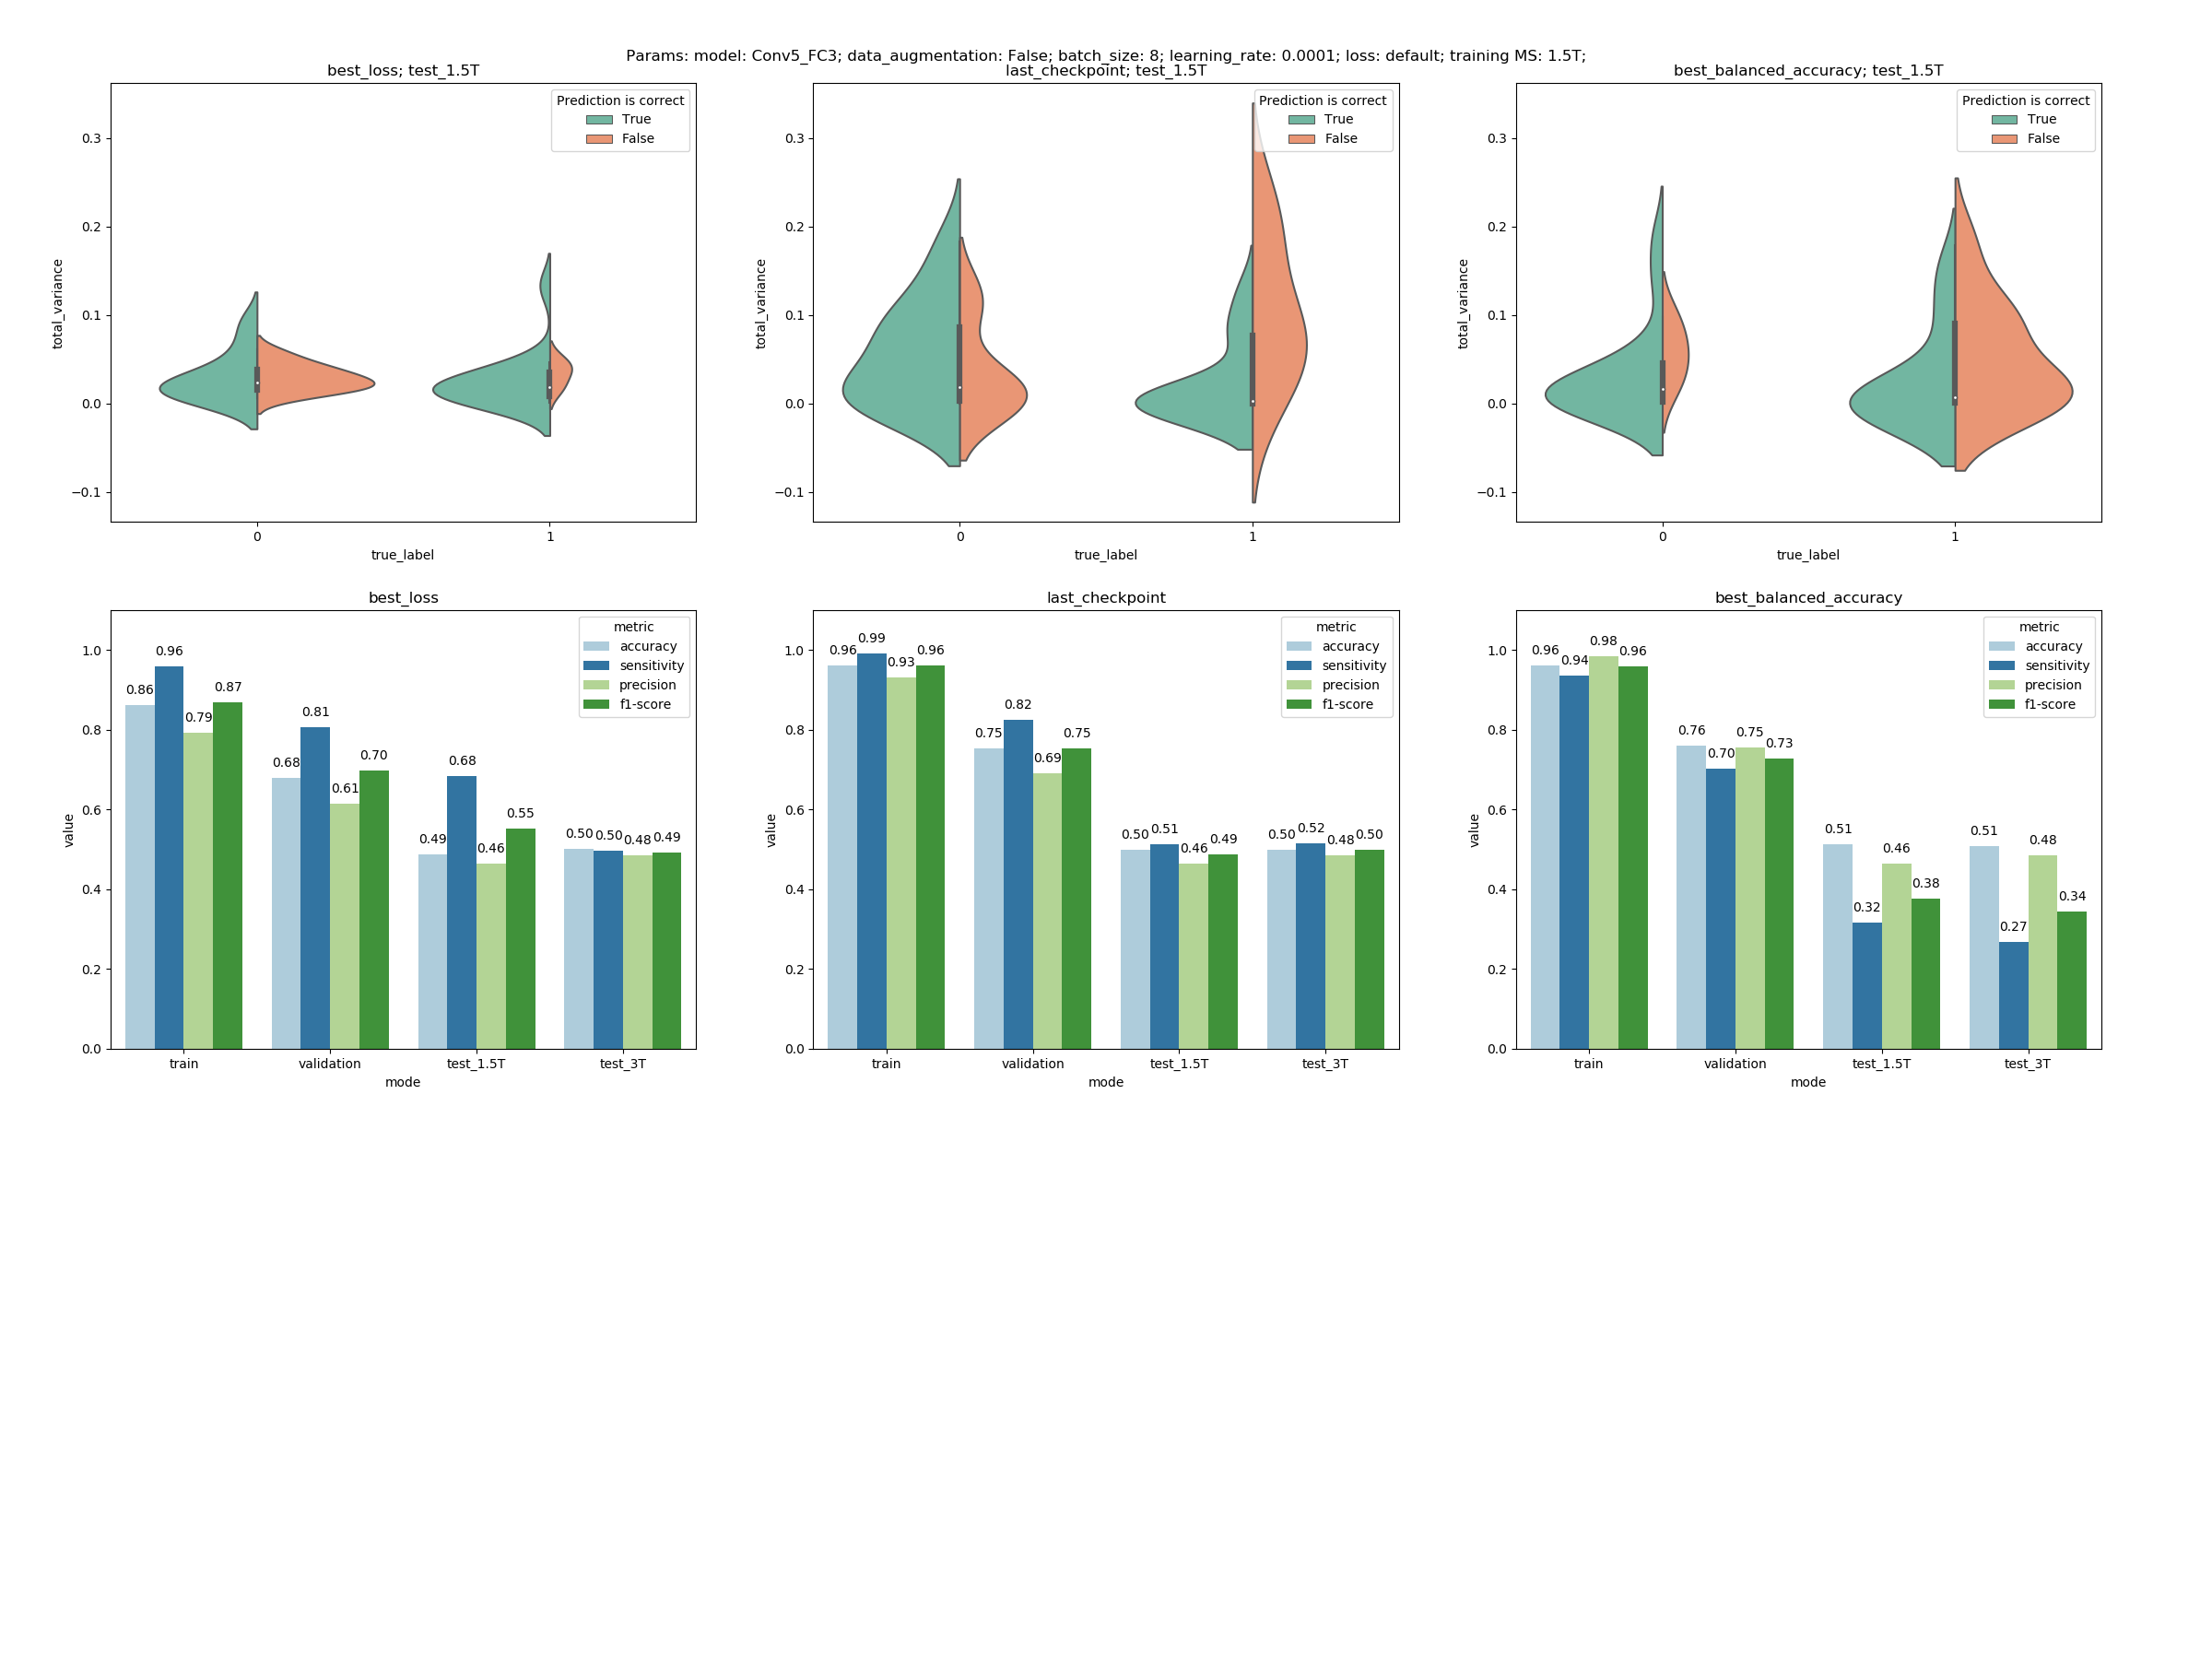 Params: model: Conv5_FC3; data_augmentation: False; batch_size: 8; learning_rate: 0.0001; loss: default; training MS: 1.5T;
best_loss; test_1.5T
Prediction is correct
True
False
total_variance
0.3
0.2
0.1
0.0
−0.1
0 1
true_label
last_checkpoint; test_1.5T
Prediction is correct
True
False
total_variance
0.3
0.2
0.1
0.0
−0.1
0 1
true_label
best_balanced_accuracy; test_1.5T
Prediction is correct
True
False
total_variance
0.3
0.2
0.1
0.0
−0.1
0 1
true_label
best_loss
metric
accuracy
sensitivity
precision
f1-score
value
1.0
0.8
0.6
0.4
0.2
0.0
0.86 0.96 0.79 0.87
0.68 0.81 0.61 0.70
0.49 0.68 0.46 0.55
0.50 0.50 0.48 0.49
train validation test_1.5T test_3T
mode
last_checkpoint
metric
accuracy
sensitivity
precision
f1-score
value
1.0
0.8
0.6
0.4
0.2
0.0
0.96 0.99 0.93 0.96
0.75 0.82 0.69 0.75
0.50 0.51 0.46 0.49
0.50 0.52 0.48 0.50
train validation test_1.5T test_3T
mode
best_balanced_accuracy
metric
accuracy
sensitivity
precision
f1-score
value
1.0
0.8
0.6
0.4
0.2
0.0
0.96 0.94 0.98 0.96
0.76 0.70 0.75 0.73
0.51 0.32 0.46 0.38
0.51 0.27 0.48 0.34
train validation test_1.5T test_3T
mode